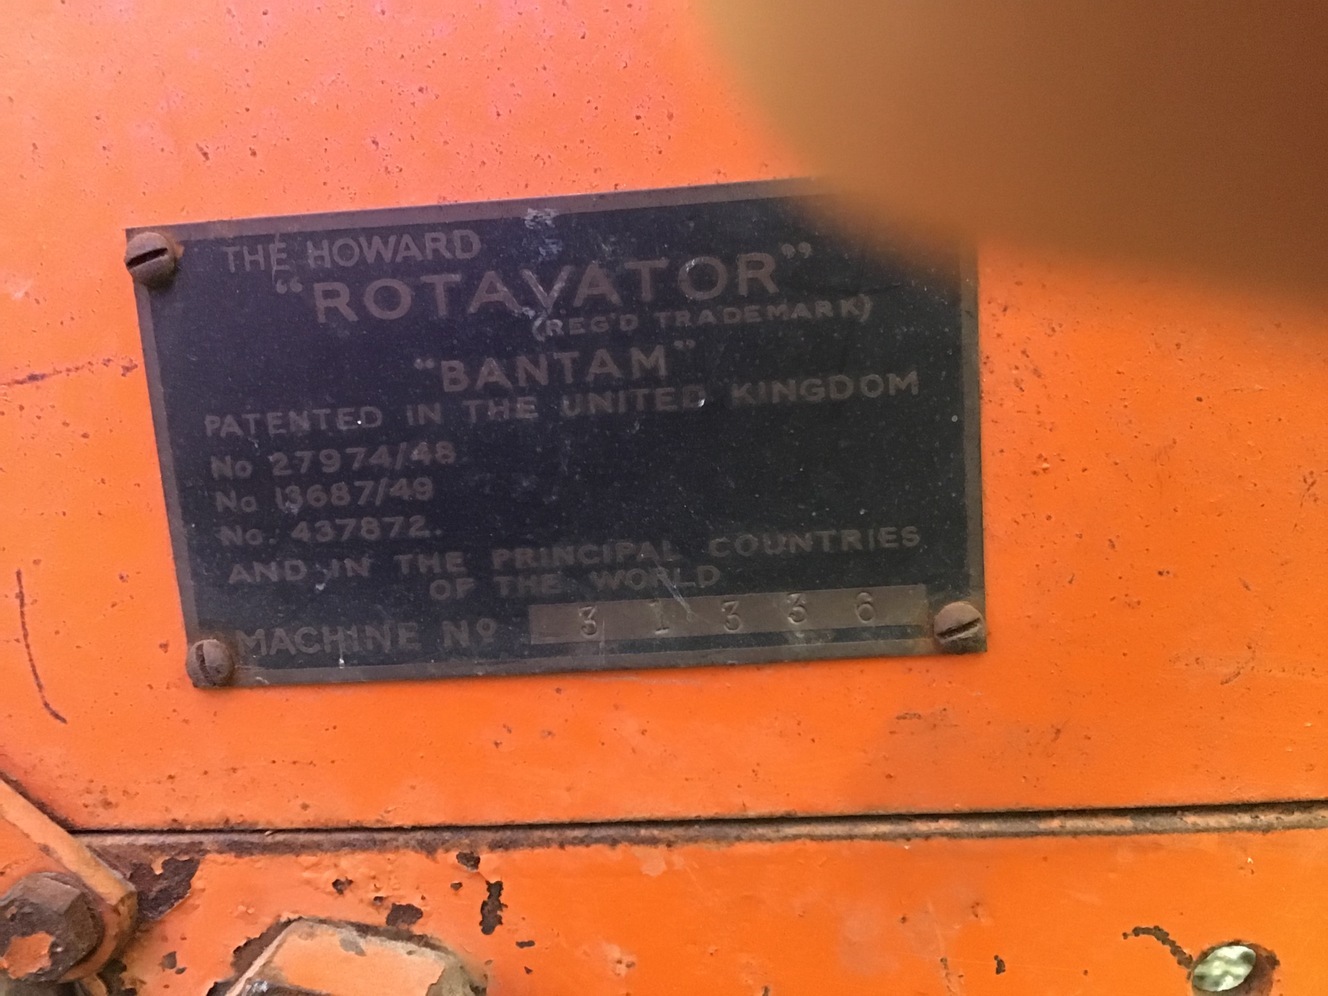 THE HOWARD
“ROTAVATOR”
(REG'D TRADEMARK)
“BANTAM”
PATENTED IN THE UNITED KINGDOM
No 27974/48
No 13687/49
No. 437872.
AND IN THE PRINCIPAL COUNTRIES
OF THE WORLD
MACHINE No 31336